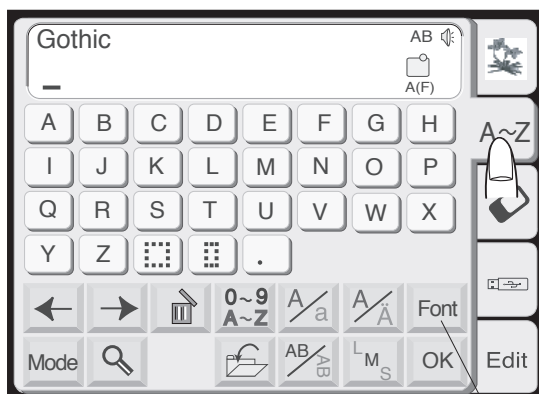 Gothic AB
A(F)
A B C D E F G H A~Z
I J K L M N O P
Q R S T U V W X
Y Z .
0~9
A~Z A/a A/Ä Font
Mode AB/AB L M S OK Edit